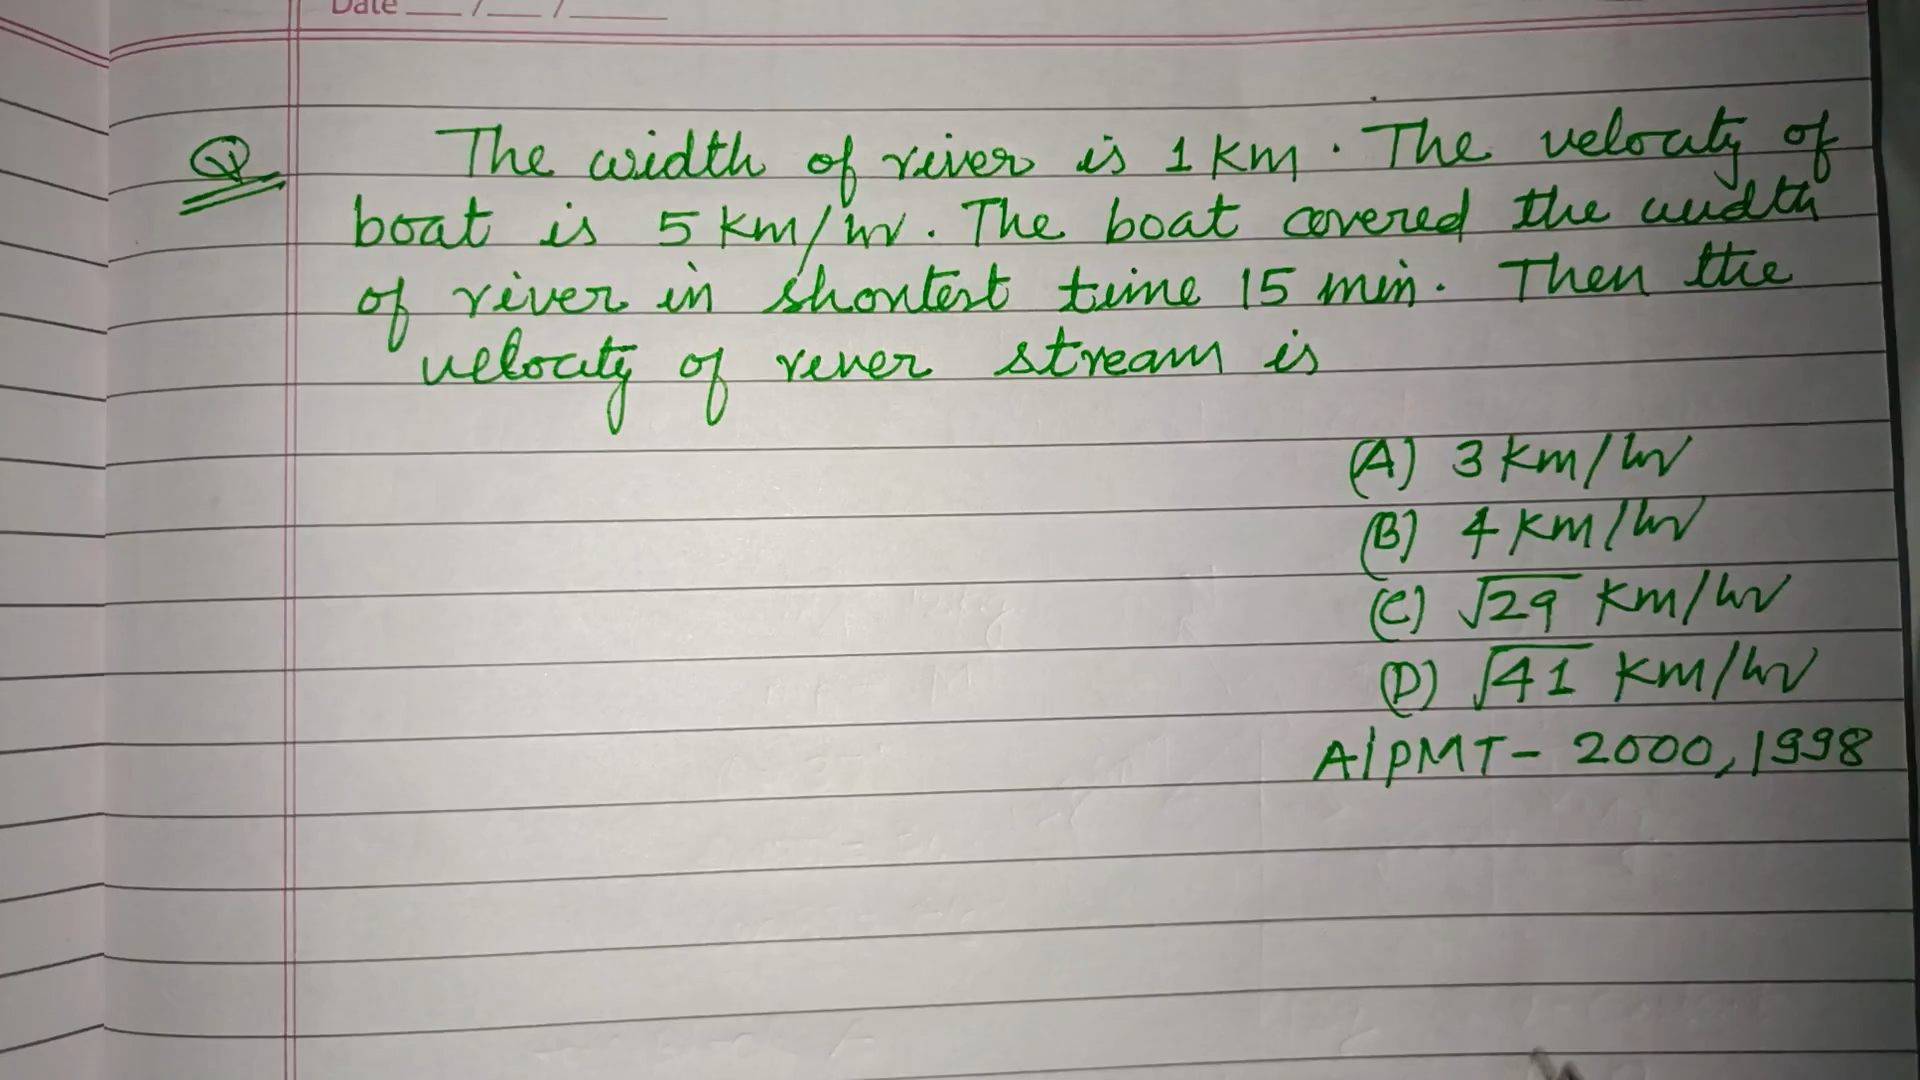 Date ___/___/_____
Q The width of river is 1 Km. The velocity of
boat is 5 Km/hr. The boat covered the width
of river in shortest time 15 min. Then the
velocity of rever stream is
(A) 3 Km/hr
(B) 4 Km/hr
(C) √29 Km/hr
(D) √41 Km/hr
AIPMT- 2000, 1998